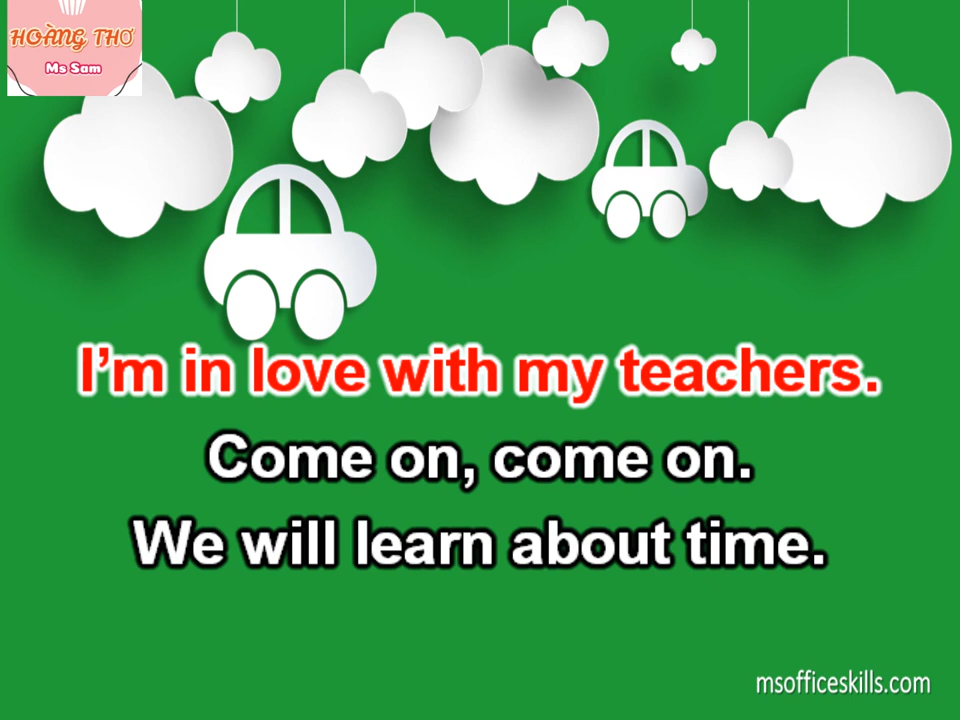 HOÀNG THƠ
Ms Sam
I’m in love with my teachers.
Come on, come on.
We will learn about time.
msofficeskills.com